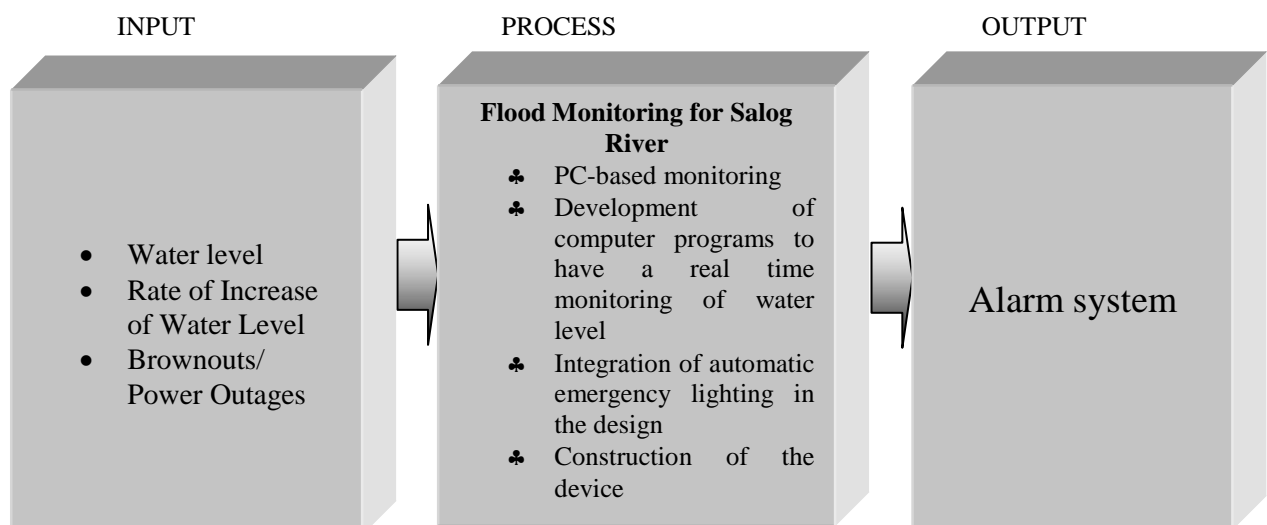 INPUT
PROCESS
OUTPUT
• Water level
• Rate of Increase
of Water Level
• Brownouts/
Power Outages
Flood Monitoring for Salog
River
♣ PC-based monitoring
♣ Development of
computer programs to
have a real time
monitoring of water
level
♣ Integration of automatic
emergency lighting in
the design
♣ Construction of the
device
Alarm system